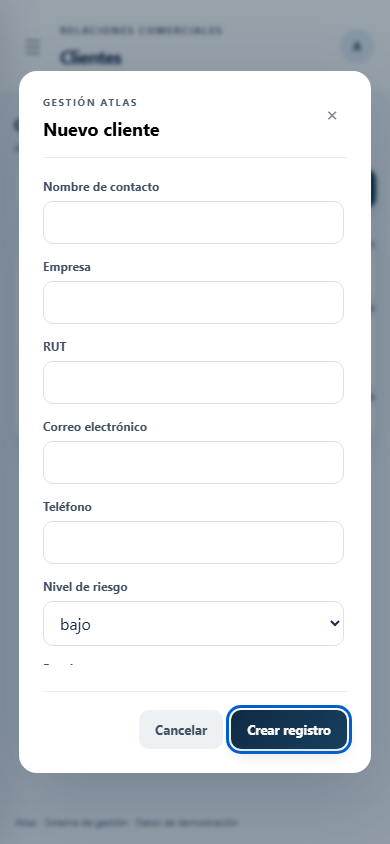 RELACIONES COMERCIALES
Clientes
A
GESTIÓN ATLAS
Nuevo cliente
×
Nombre de contacto
Empresa
RUT
Correo electrónico
Teléfono
Nivel de riesgo
bajo
Cancelar
Crear registro
Atlas · Sistema de gestión · Datos de demostración